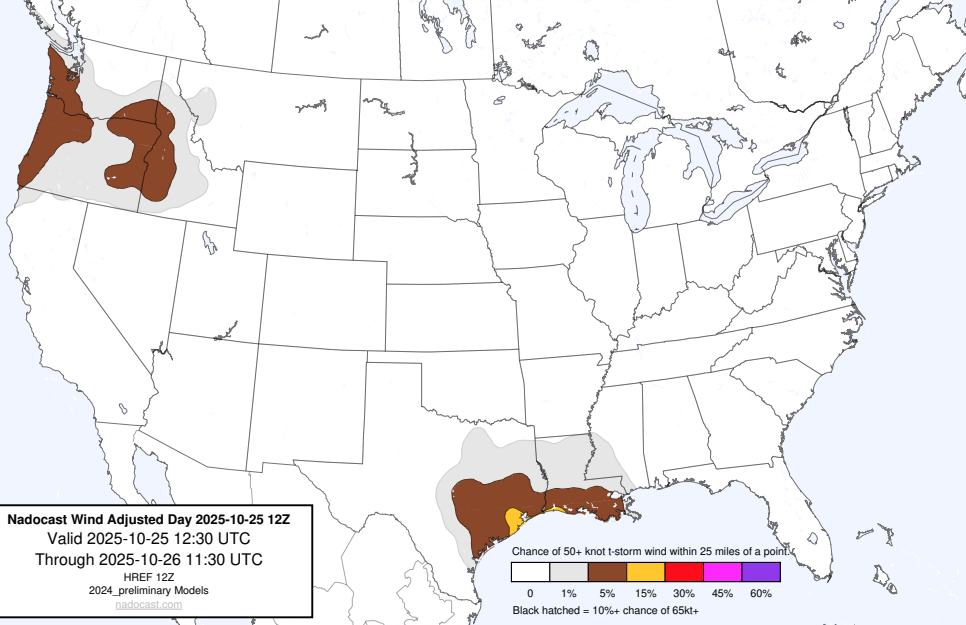 Nadocast Wind Adjusted Day 2025-10-25 12Z
Valid 2025-10-25 12:30 UTC
Through 2025-10-26 11:30 UTC
HREF 12Z
2024_preliminary Models
nadocast.com
Chance of 50+ knot t-storm wind within 25 miles of a point.
0 1% 5% 15% 30% 45% 60%
Black hatched = 10%+ chance of 65kt+